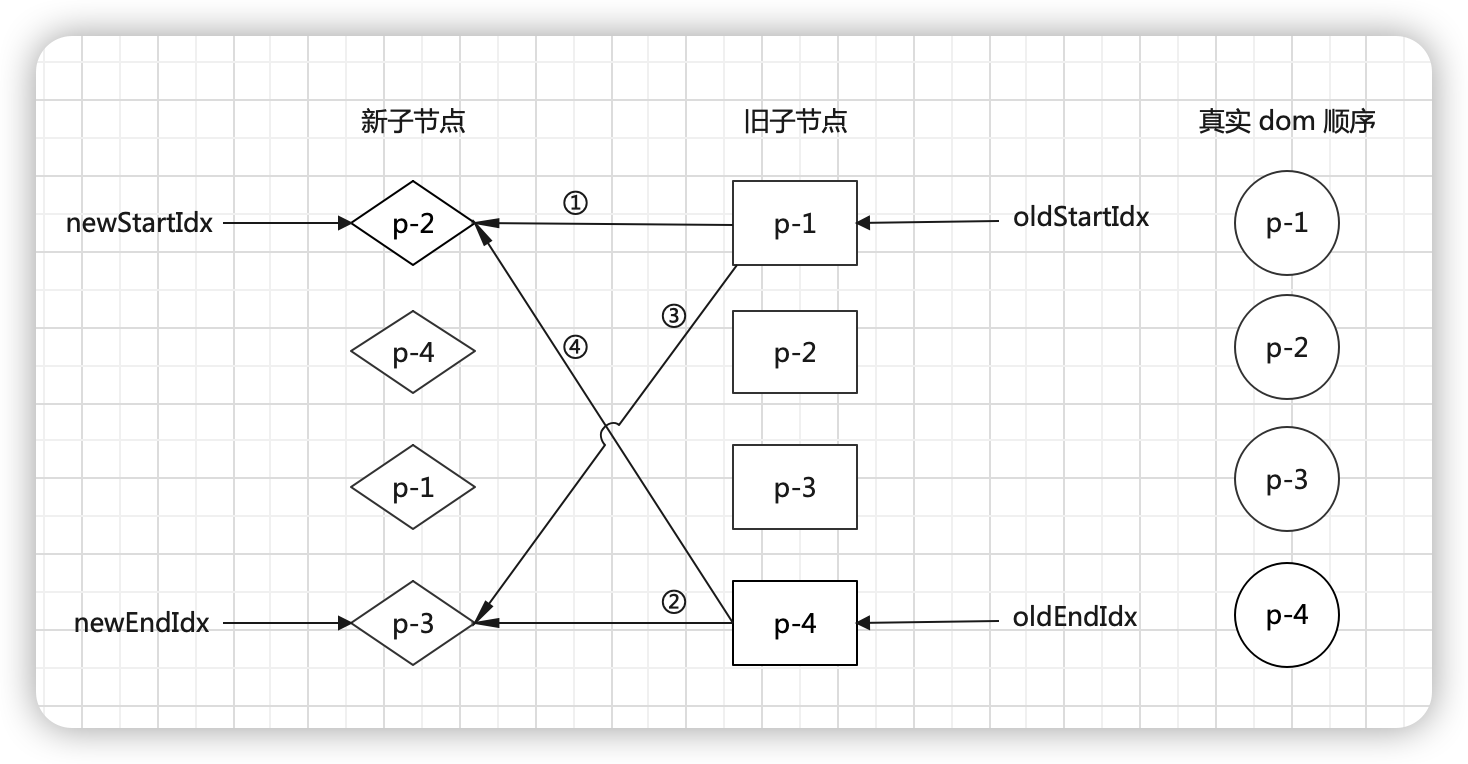 新子节点
旧子节点
真实 dom 顺序
newStartIdx
p-2
①
p-1
oldStartIdx
p-1
③
④
p-4
p-2
p-2
p-1
p-3
p-3
newEndIdx
p-3
②
p-4
oldEndIdx
p-4